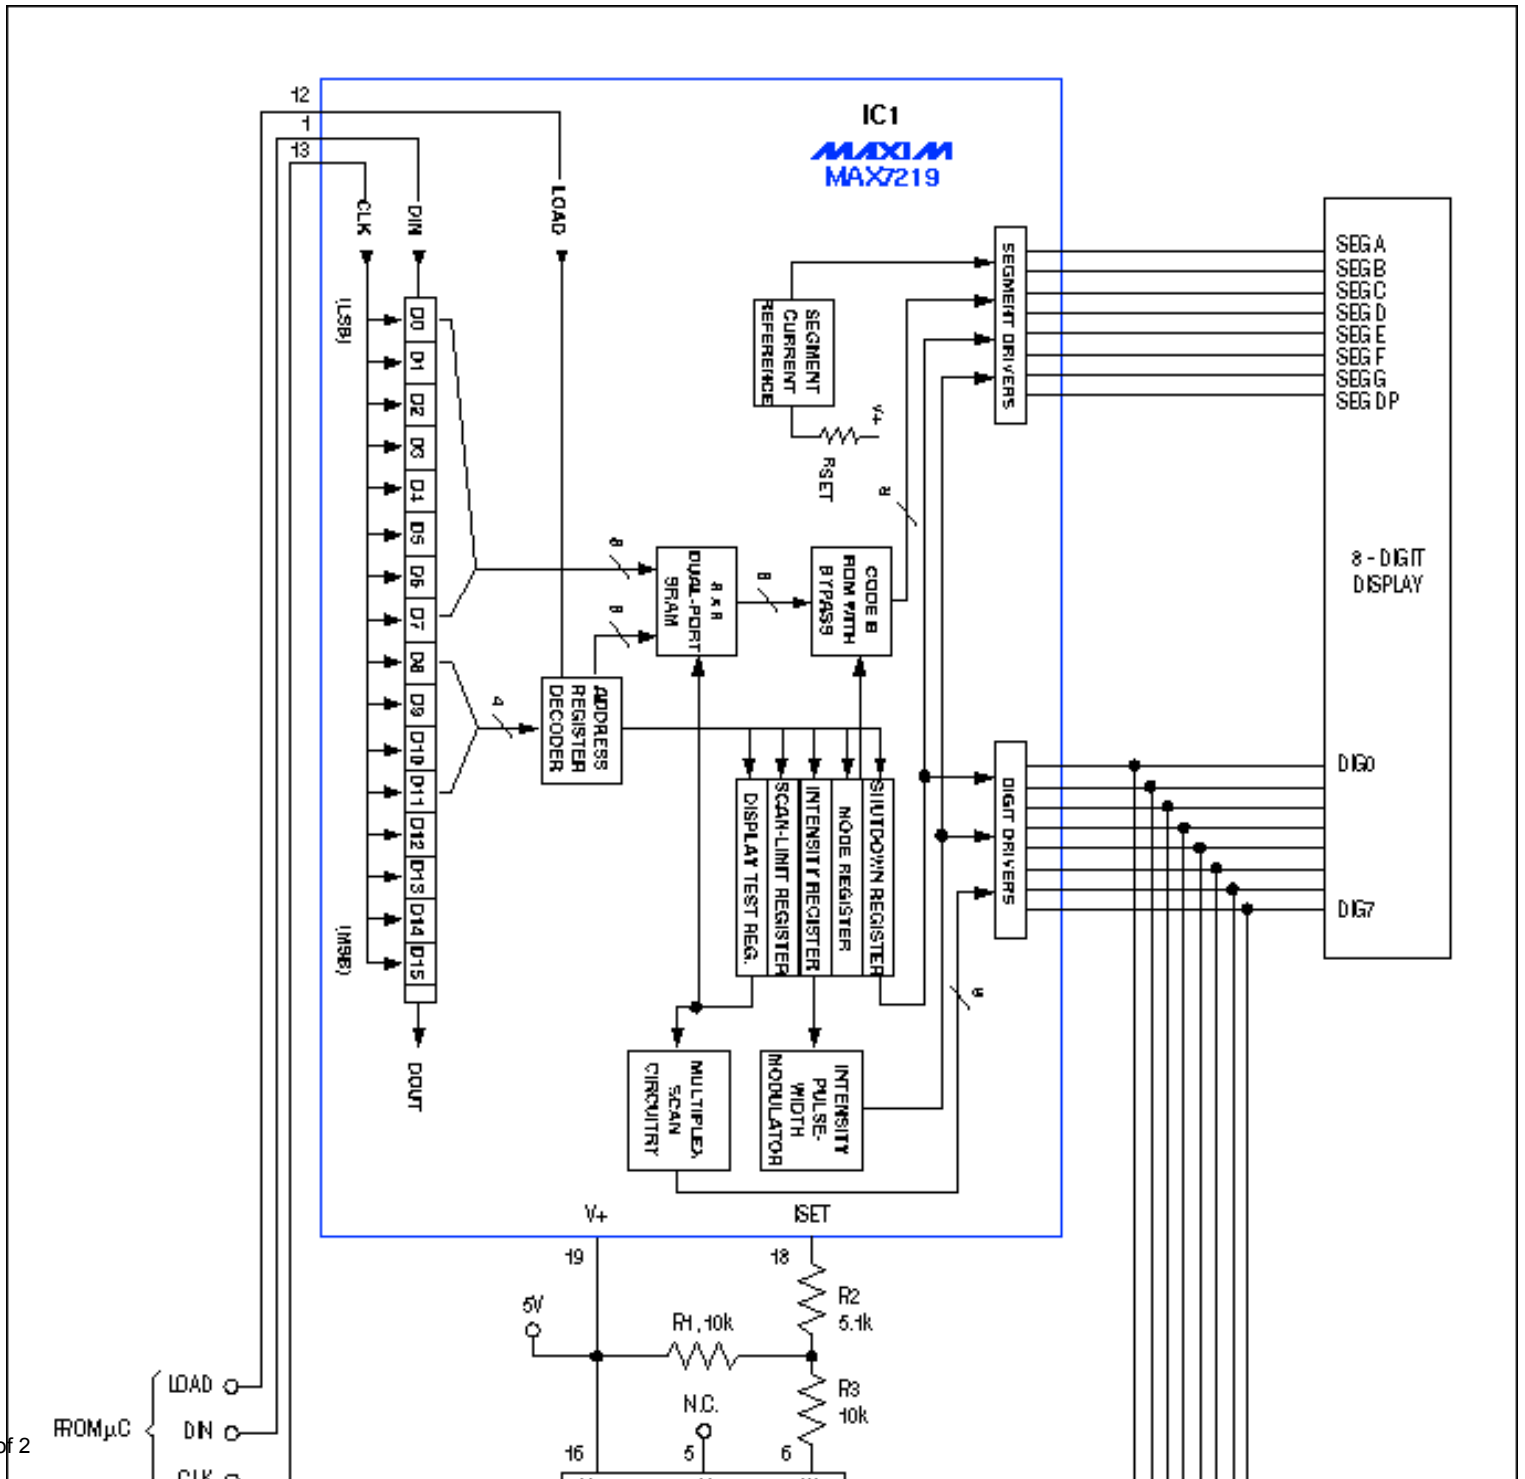 12
1
13
IC1
MAXIM
MAX7219
CLK
DIN
LOAD
(LSB)
D0
D1
D2
D3
D4
D5
D6
D7
D8
D9
D10
D11
D12
D13
D14
D15
(MSB)
DOUT
SEGMENT
CURRENT
REFERENCE
V+
RSET
SEGMENT DRIVERS
SEG A
SEG B
SEG C
SEG D
SEG E
SEG F
SEG G
SEG DP
8 - DIGIT
DISPLAY
8
8
8
8
8 x 8
DUAL-PORT
SRAM
CODE B
ROM WITH
BYPASS
4
ADDRESS
REGISTER
DECODER
DISPLAY TEST REG.
SCAN-LIMIT REGISTER
INTENSITY REGISTER
MODE REGISTER
SHUTDOWN REGISTER
DIGIT DRIVERS
DIG0
DIG7
8
MULTIPLEX
SCAN
CIRCUITRY
INTENSITY
PULSE-
WIDTH
MODULATOR
V+
ISET
19
18
5V
R1, 10k
R2
5.1k
R3
10k
N.C.
16
5
6
FROM µC
LOAD
DIN
CLK
of 2